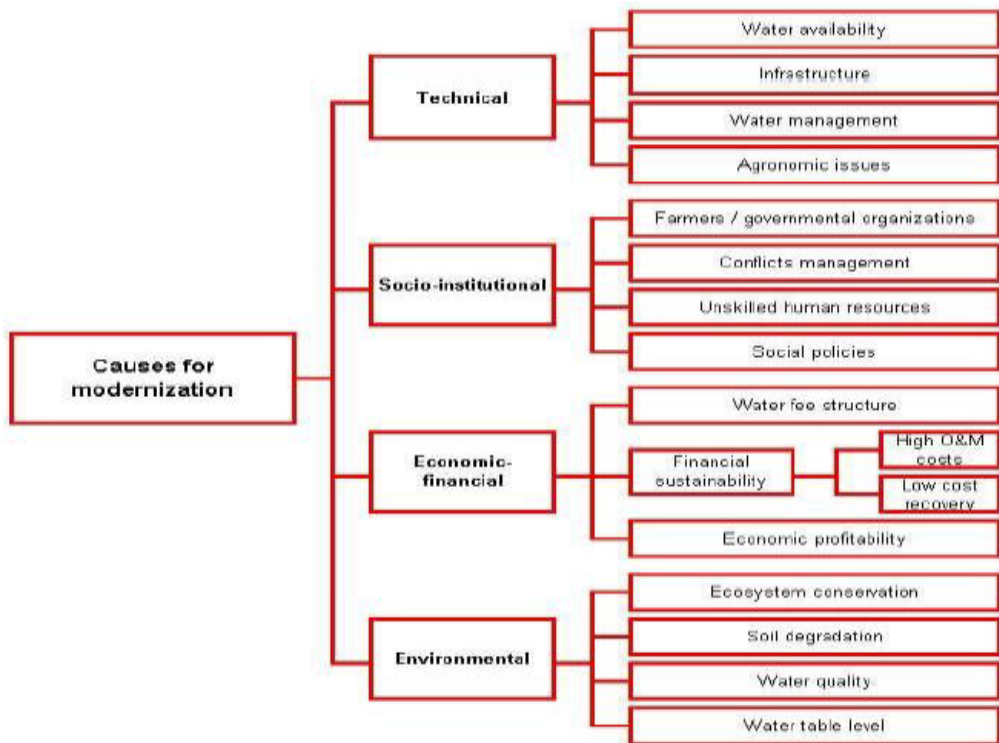 Water availability
Infrastructure
Technical
Water management
Agronomic issues
Farmers / governmental organizations
Conflicts management
Socio-institutional
Unskilled human resources
Social policies
Causes for
modernization
Water fee structure
Economic-
financial
Financial
sustainability
High O&M
costs
Low cost
recovery
Economic profitability
Ecosystem conservation
Soil degradation
Environmental
Water quality
Water table level